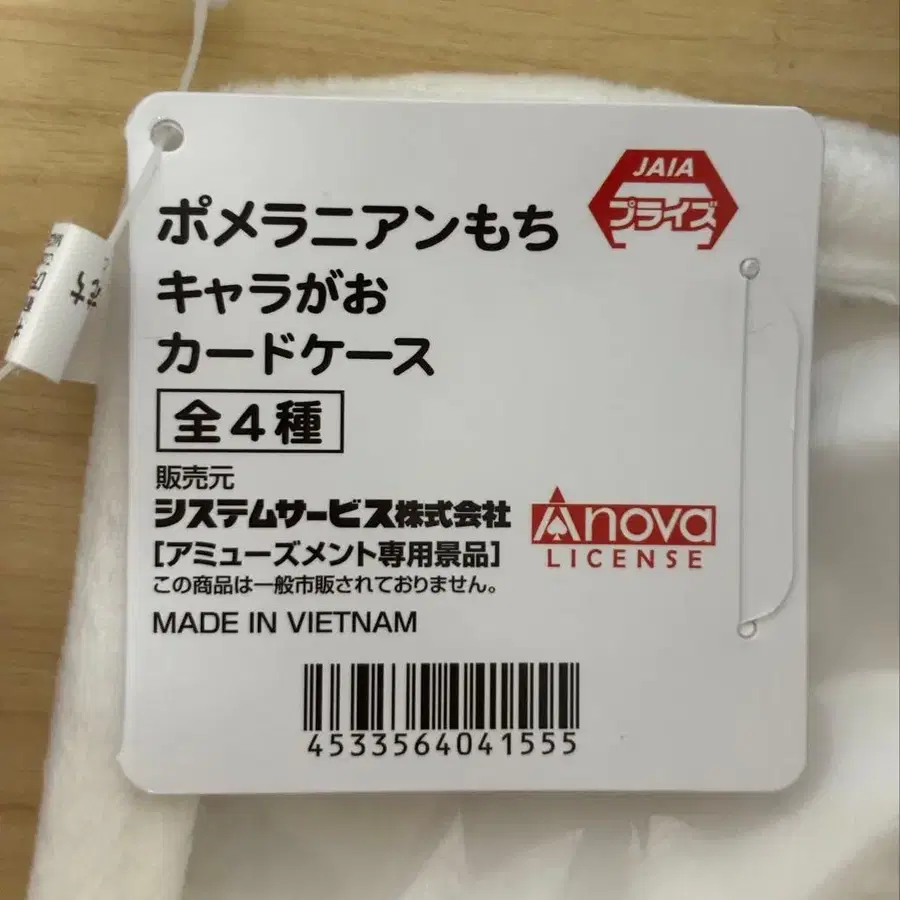 ポメラニアンもち
キャラがお
カードケース
全4種
JAIA
プライズ
販売元
システムサービス株式会社
[アミューズメント専用景品]
この商品は一般市販されておりません。
MADE IN VIETNAM
Anova
LICENSE
4533564041555